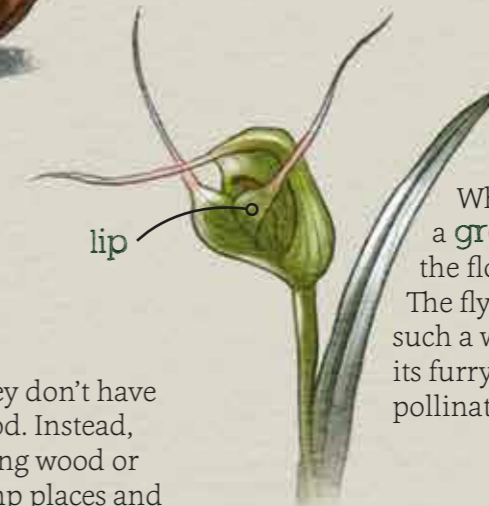 lip
ey don't have
od. Instead,
ng wood or
np places and
Wh
a gr
the flo
The fly
such a w
its furry
pollinat